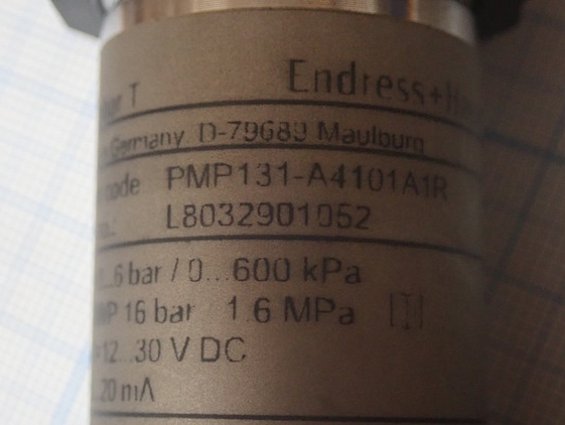 T Endress+H
Germany D-79689 Maulburg
PMP131-A4101A1R
L8032901052
...6 bar / 0...600 kPa
P 16 bar 1.6 MPa
12...30 V DC
20 mA